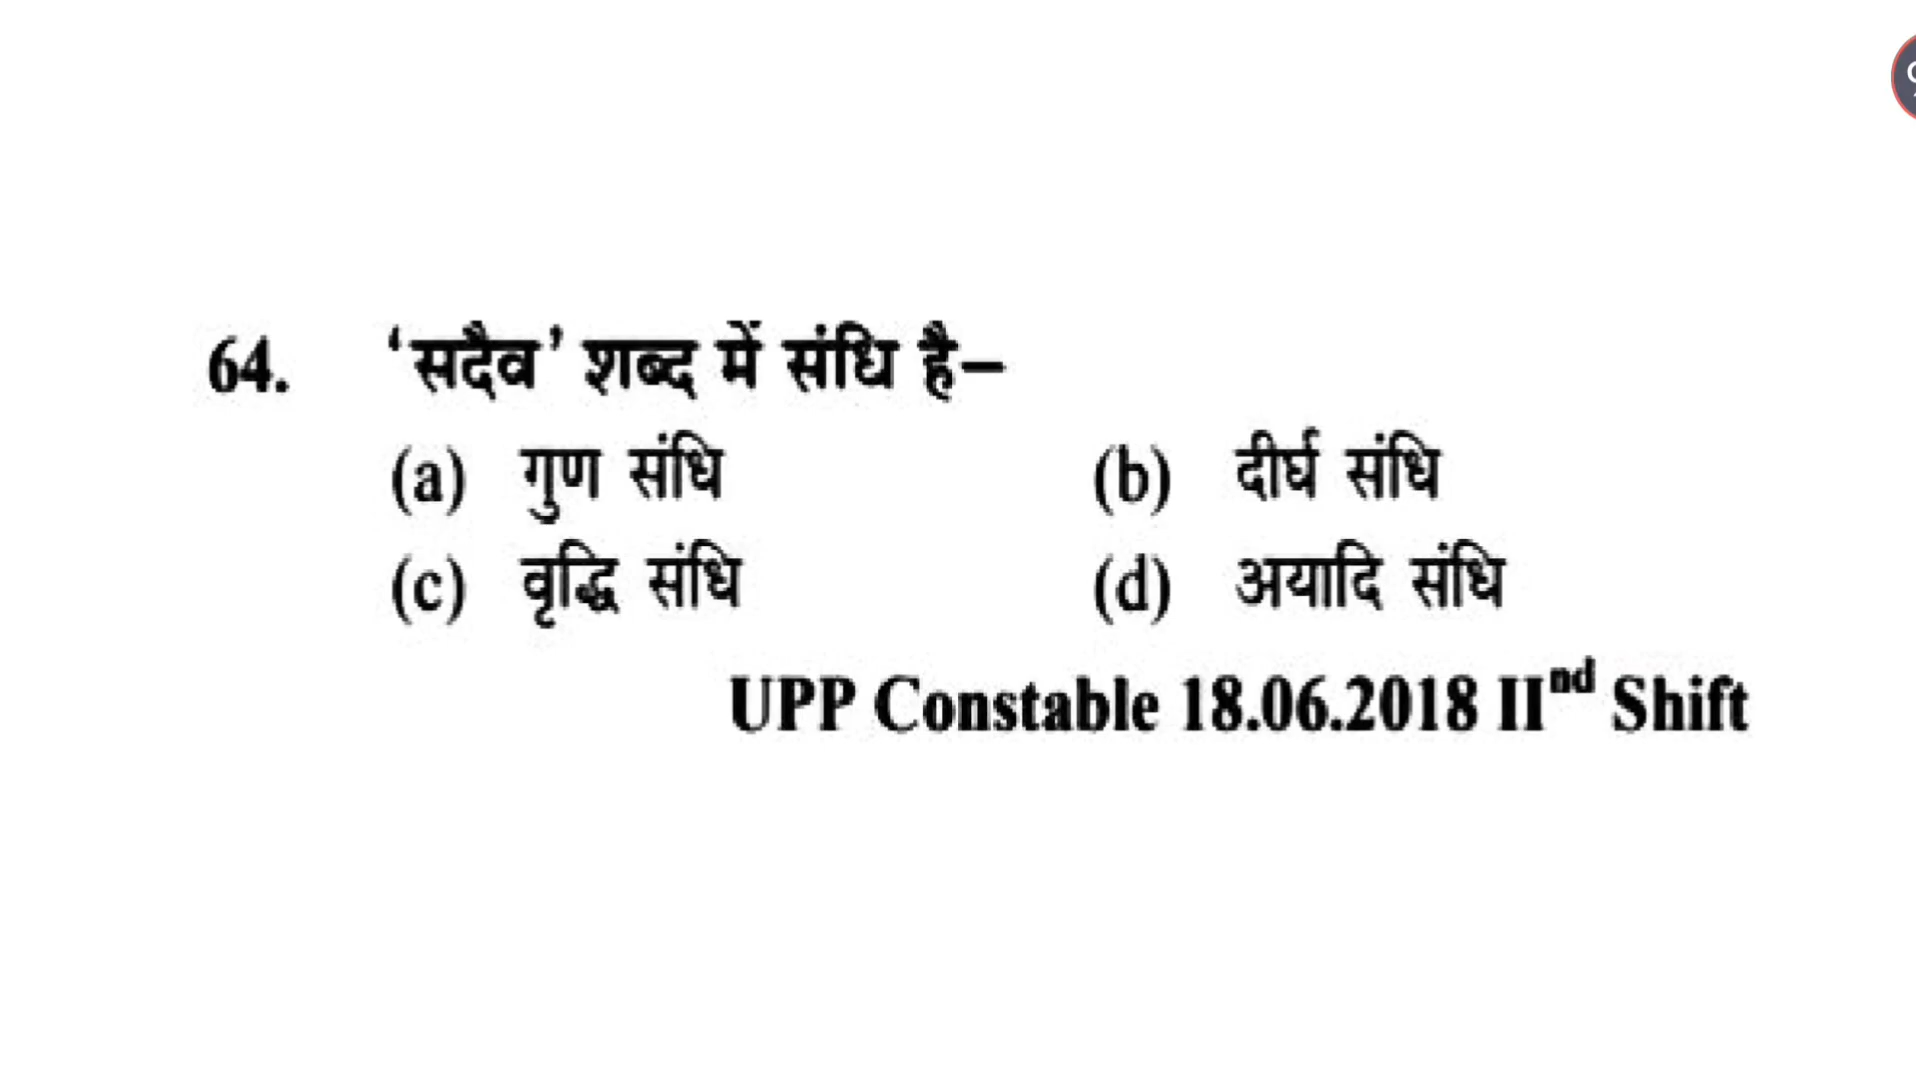 64. 'सदैव' शब्द में संधि है–
(a) गुण संधि (b) दीर्घ संधि
(c) वृद्धि संधि (d) अयादि संधि
UPP Constable 18.06.2018 IInd Shift